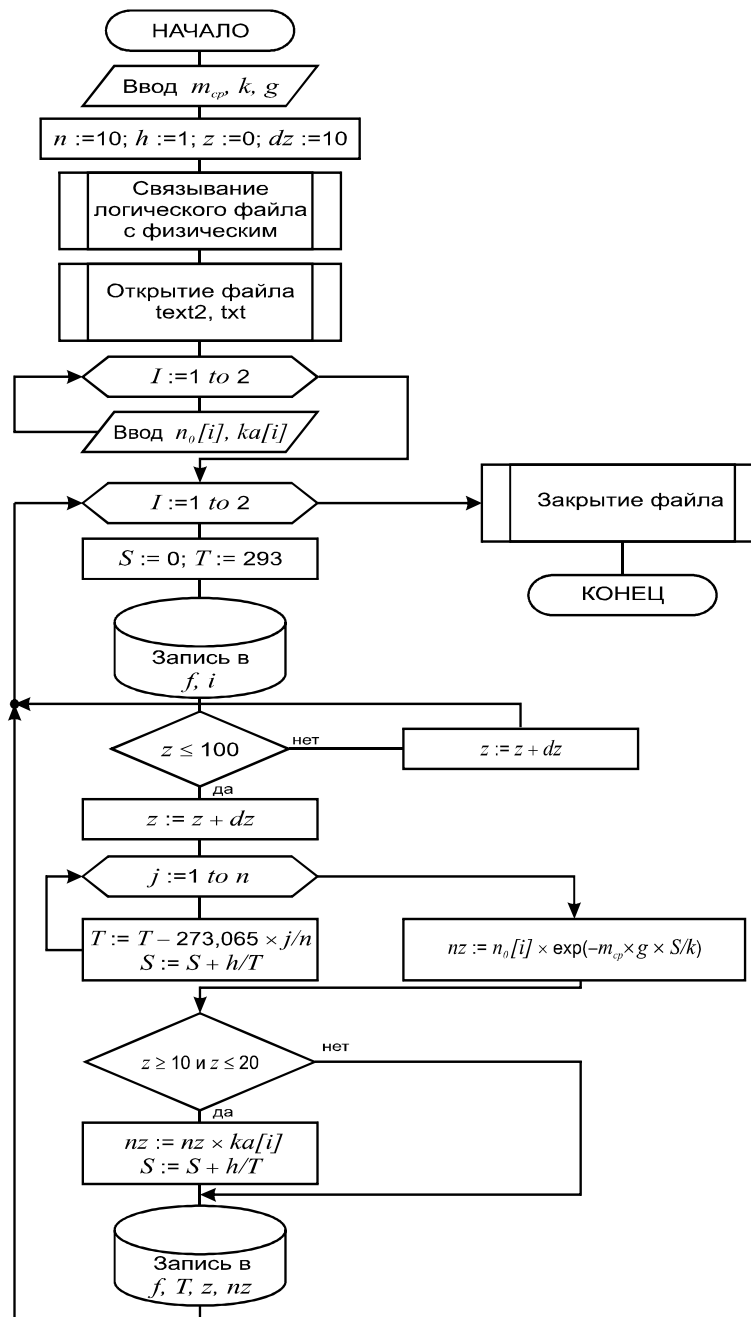 НАЧАЛО
Ввод m_ср, k, g
n :=10; h :=1; z :=0; dz :=10
Связывание
логического файла
с физическим
Открытие файла
text2, txt
I :=1 to 2
Ввод n₀[i], ka[i]
I :=1 to 2
Закрытие файла
S := 0; T := 293
КОНЕЦ
Запись в
f, i
z ≤ 100
нет
z := z + dz
да
z := z + dz
j :=1 to n
T := T – 273,065 × j/n
S := S + h/T
nz := n₀[i] × exp(–m_ср × g × S/k)
z ≥ 10 и z ≤ 20
нет
да
nz := nz × ka[i]
S := S + h/T
Запись в
f, T, z, nz